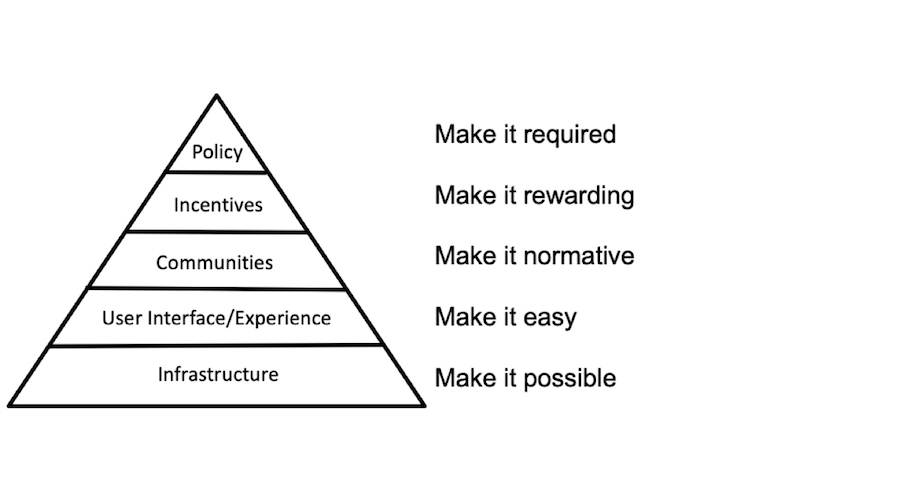 Policy
Make it required
Incentives
Make it rewarding
Communities
Make it normative
User Interface/Experience
Make it easy
Infrastructure
Make it possible